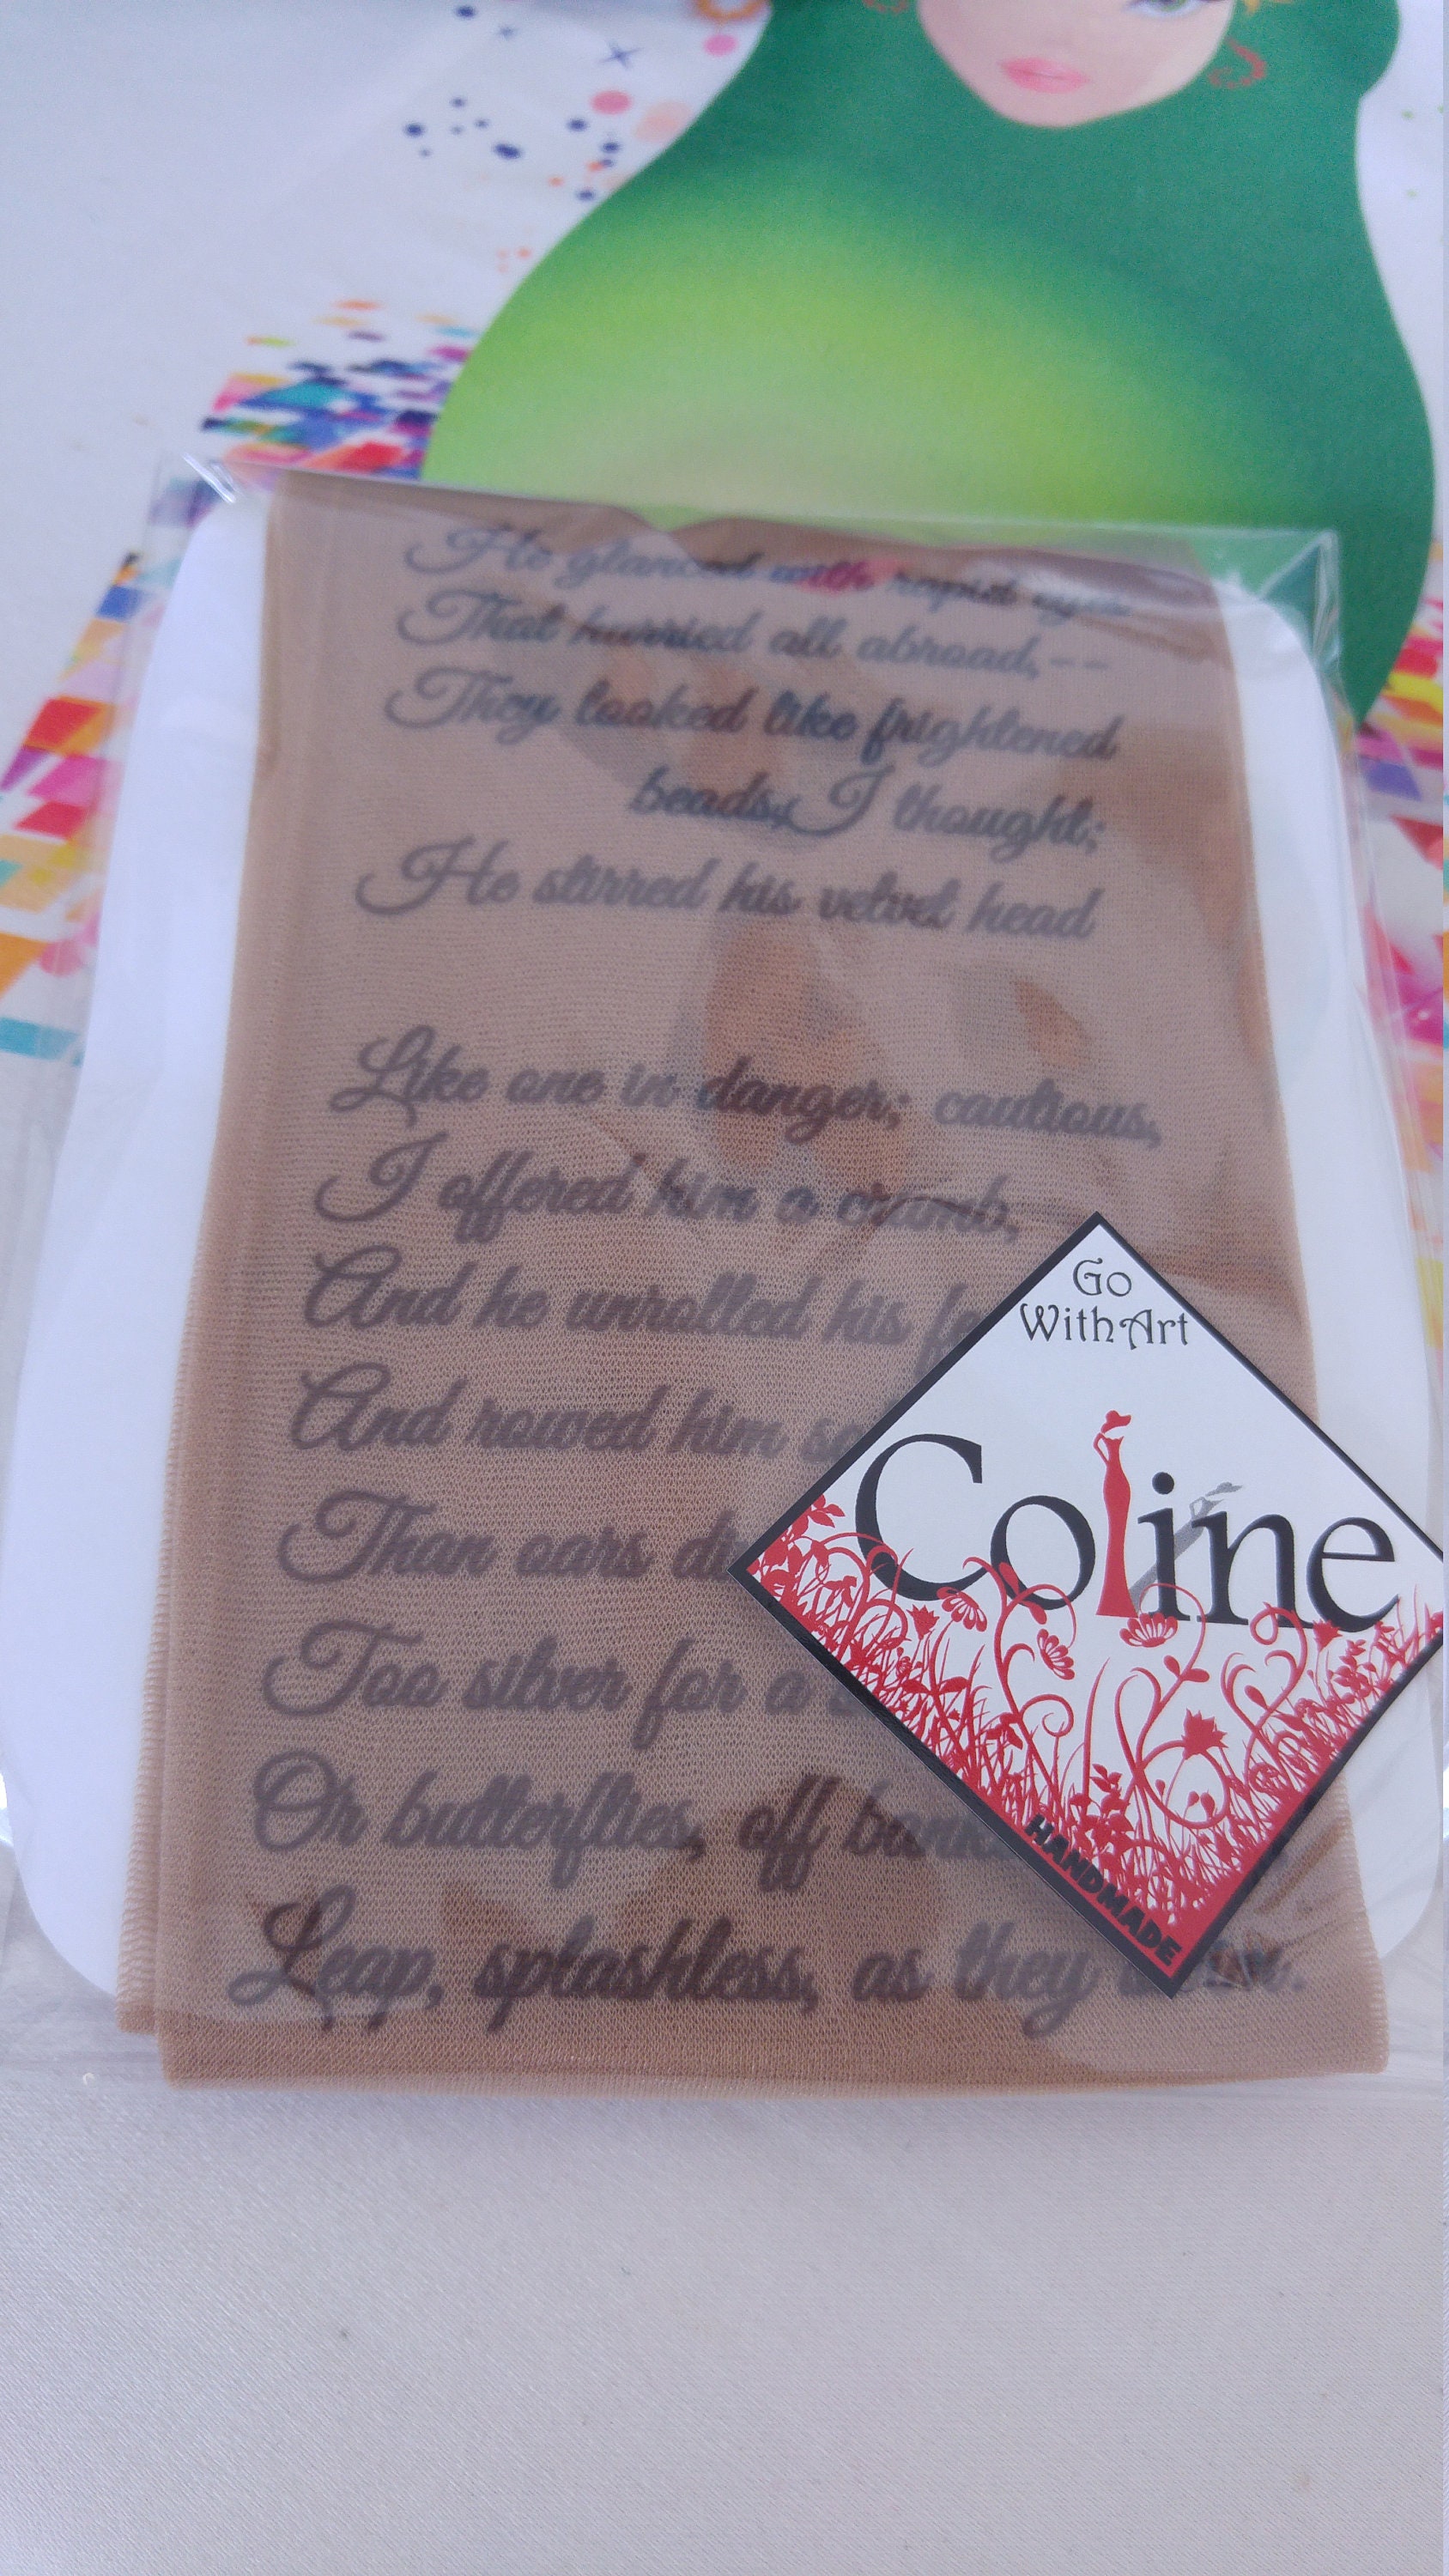 He glanced with rapid eyes
That hurried all abroad,--
They looked like frightened
beads, I thought;
He stirred his velvet head
Like one in danger; cautious,
I offered him a crumb,
And he unrolled his
And rowed him
Than oars
Too silver for a
Or butterflies, off
Leap, splashless, as they
Go
With Art
Coline
HANDMADE